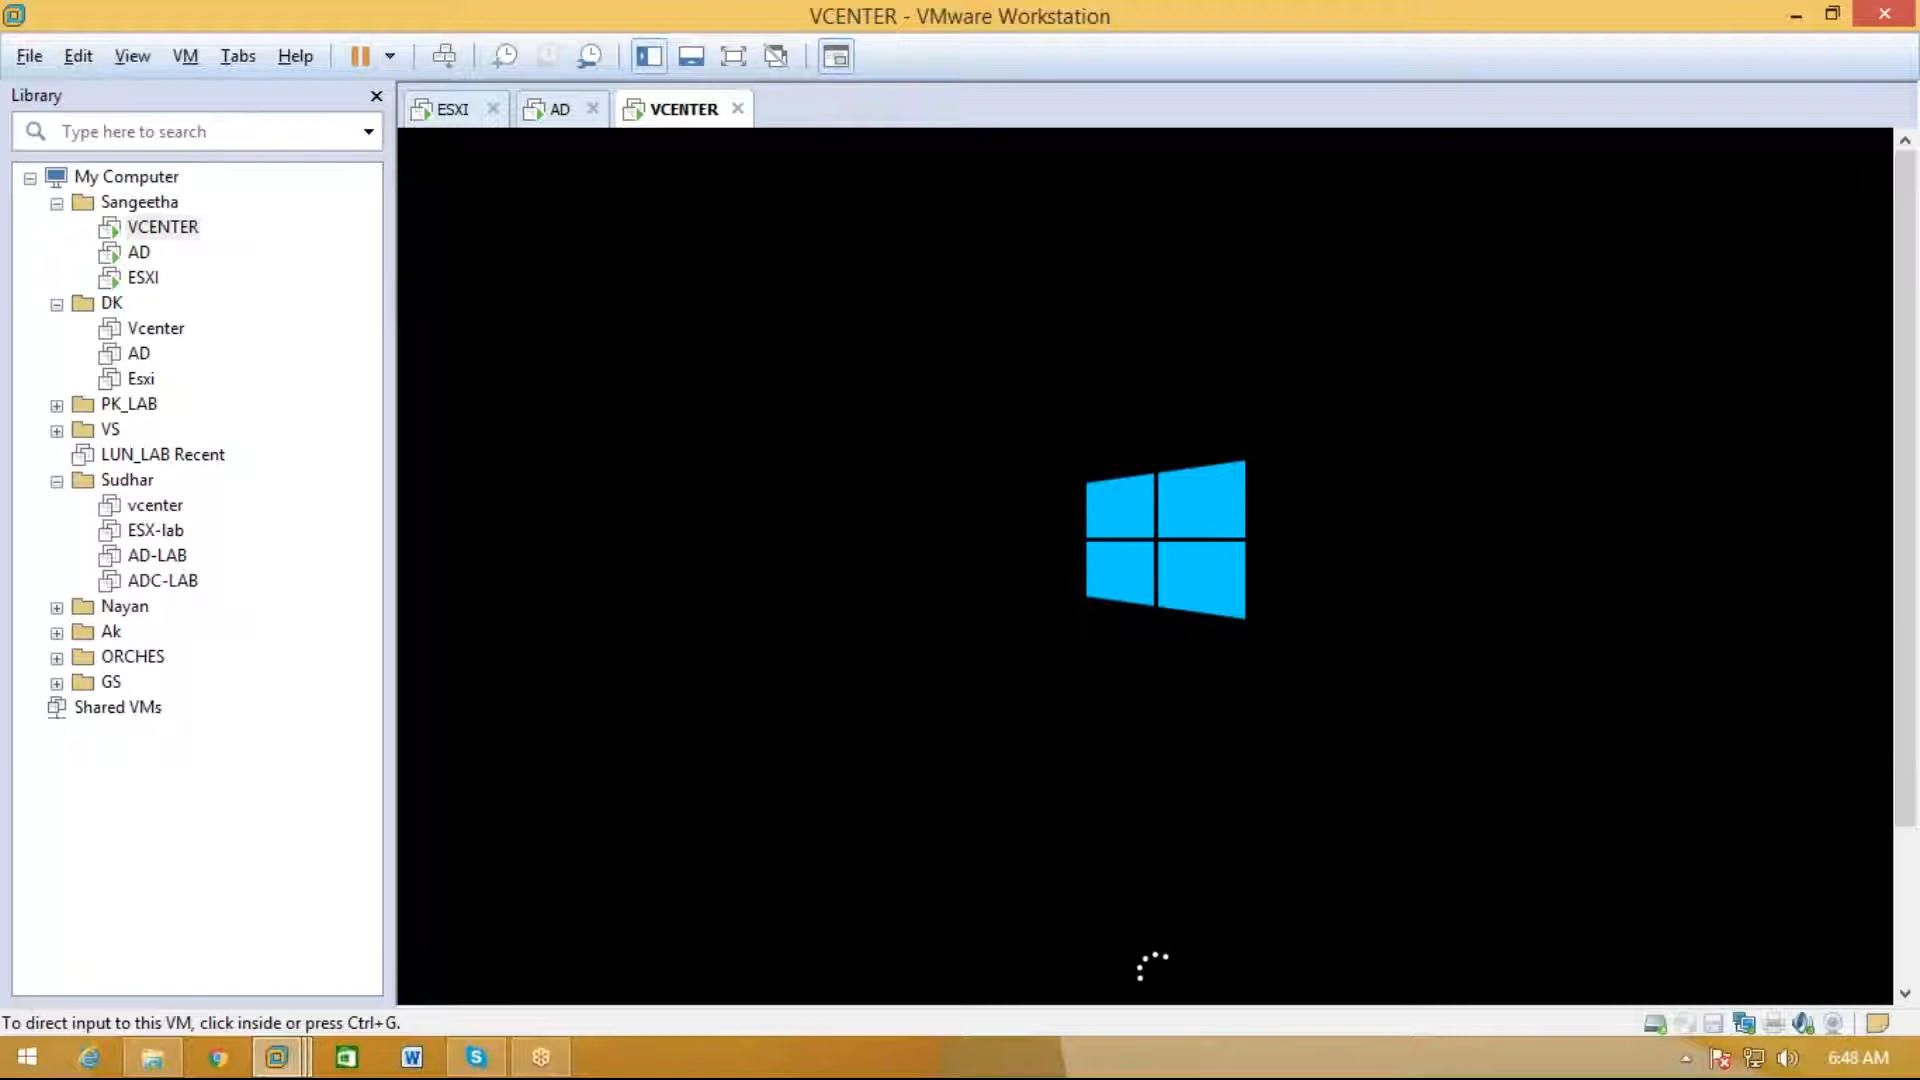 VCENTER - VMware Workstation
File Edit View VM Tabs Help
Library
Type here to search
ESXI AD VCENTER
My Computer
Sangeetha
VCENTER
AD
ESXI
DK
Vcenter
AD
Esxi
PK_LAB
VS
LUN_LAB Recent
Sudhar
vcenter
ESX-lab
AD-LAB
ADC-LAB
Nayan
Ak
ORCHES
GS
Shared VMs
To direct input to this VM, click inside or press Ctrl+G.
6:48 AM